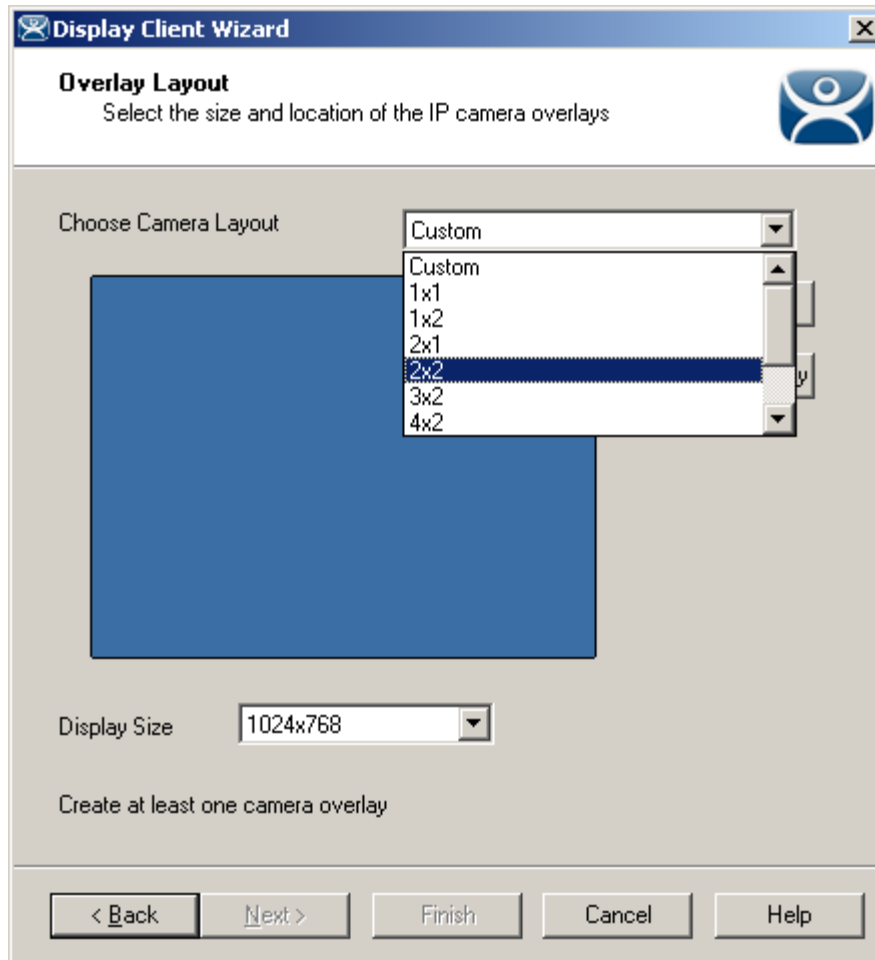 Display Client Wizard
Overlay Layout
Select the size and location of the IP camera overlays
Choose Camera Layout
Custom
Custom
1x1
1x2
2x1
2x2
3x2
4x2
y
Display Size
1024x768
Create at least one camera overlay
< Back
Next >
Finish
Cancel
Help